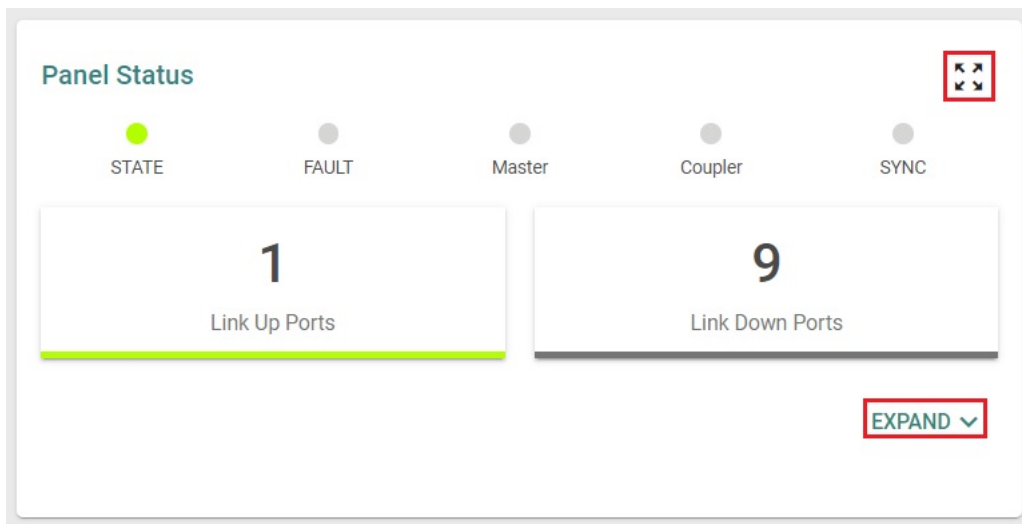 Panel Status
STATE FAULT Master Coupler SYNC
1 9
Link Up Ports Link Down Ports
EXPAND